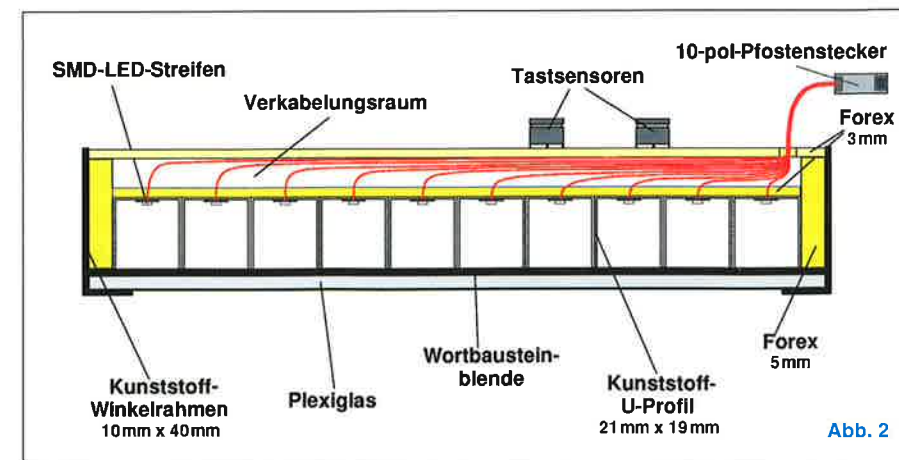 10-pol-Pfostenstecker
SMD-LED-Streifen
Tastsensoren
Verkabelungsraum
Forex
3mm
Wortbaustein-
blende
Forex
5mm
Kunststoff-
Winkelrahmen
10mm x 40mm
Plexiglas
Kunststoff-
U-Profil
21mm x 19mm
Abb. 2